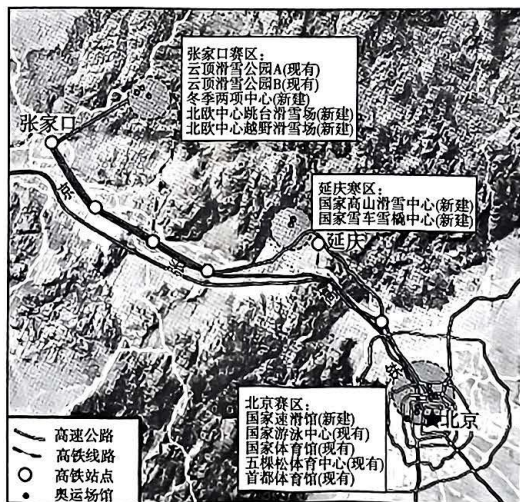 张家口赛区：
云顶滑雪公园A(现有)
云顶滑雪公园B(现有)
冬季两项中心(新建)
北欧中心跳台滑雪场(新建)
北欧中心越野滑雪场(新建)
张家口
京
延庆赛区：
国家高山滑雪中心(新建)
国家雪车雪橇中心(新建)
延庆
北京赛区：
国家速滑馆(新建)
国家游泳中心(现有)
国家体育馆(现有)
五棵松体育中心(现有)
首都体育馆(现有)
北京
高速公路
高铁线路
高铁站点
奥运场馆